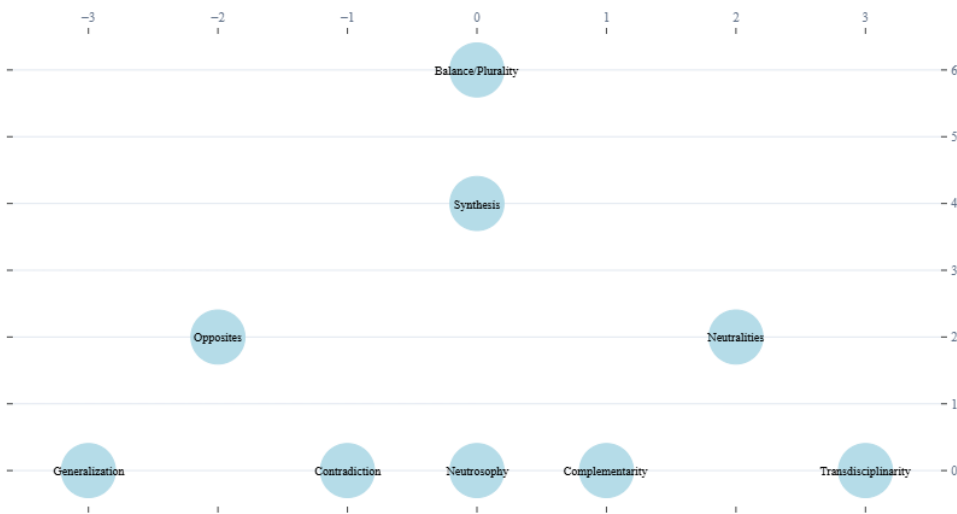 −3 −2 −1 0 1 2 3
Balance/Plurality 6
5
Synthesis 4
3
Opposites Neutralities 2
1
Generalization Contradiction Neutrosophy Complementarity Transdisciplinarity 0